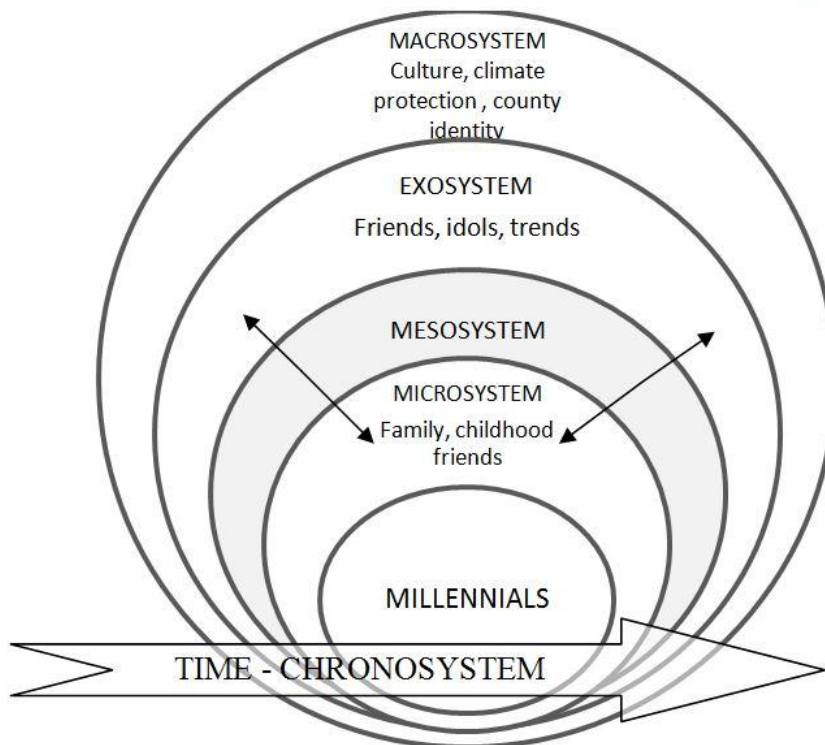 MACROSYSTEM
Culture, climate
protection , county
identity
EXOSYSTEM
Friends, idols, trends
MESOSYSTEM
MICROSYSTEM
Family, childhood
friends
MILLENNIALS
TIME - CHRONOSYSTEM